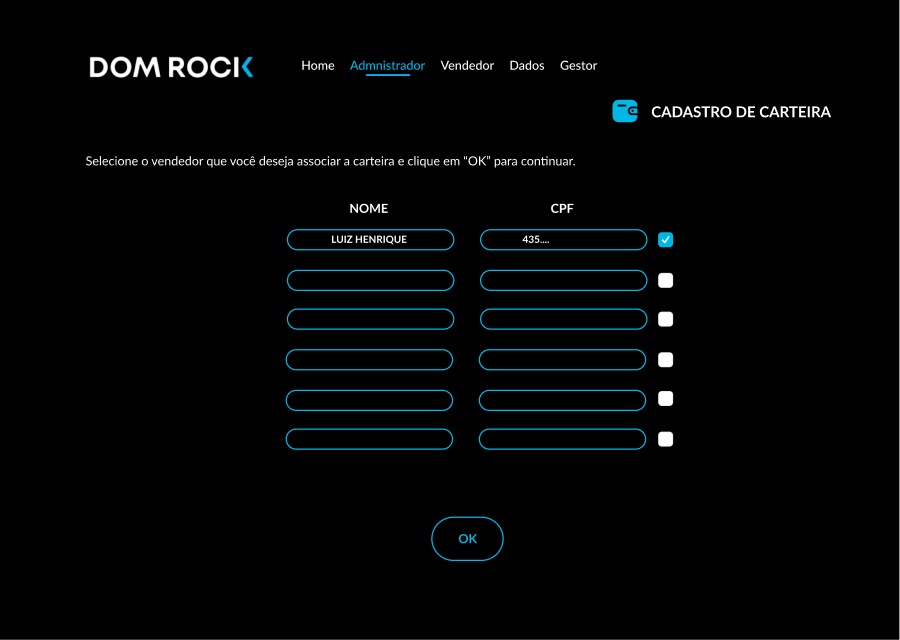 DOM ROCK
Home Admnistrador Vendedor Dados Gestor
CADASTRO DE CARTEIRA
Selecione o vendedor que você deseja associar a carteira e clique em “OK” para continuar.
NOME CPF
LUIZ HENRIQUE 435....
OK